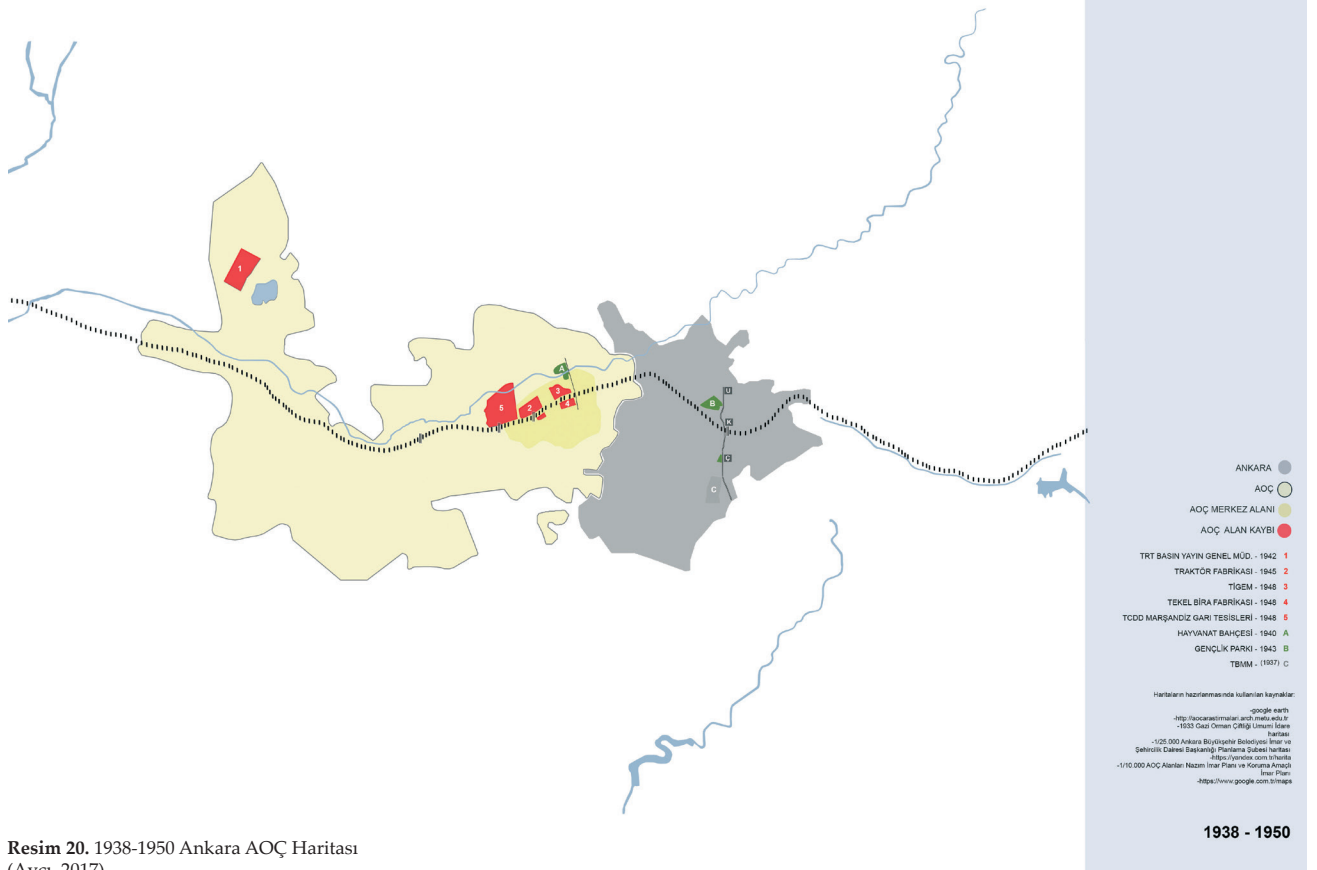 1
A
3
5
2
4
U
B
K
G
C
ANKARA
AOÇ
AOÇ MERKEZ ALANI
AOÇ ALAN KAYBI
TRT BASIN YAYIN GENEL MÜD. - 1942 1
TRAKTÖR FABRİKASI - 1945 2
TİGEM - 1948 3
TEKEL BİRA FABRİKASI - 1948 4
TCDD MARŞANDİZ GARI TESİSLERİ - 1948 5
HAYVANAT BAHÇESİ - 1940 A
GENÇLİK PARKI - 1943 B
TBMM - (1937) C
Haritaların hazırlanmasında kullanılan kaynaklar:
-google earth
-http://aocarastirmalari.arch.metu.edu.tr
-1933 Gazi Orman Çiftliği Umumi İdare
haritası
-1/25.000 Ankara Büyükşehir Belediyesi İmar ve
Şehircilik Dairesi Başkanlığı Planlama Şubesi haritası
-https://yandex.com.tr/harita
-1/10.000 AOÇ Alanları Nazım İmar Planı ve Koruma Amaçlı
İmar Planı
-https://www.google.com.tr/maps
1938 - 1950
Resim 20. 1938-1950 Ankara AOÇ Haritası
(Avcı, 2017)